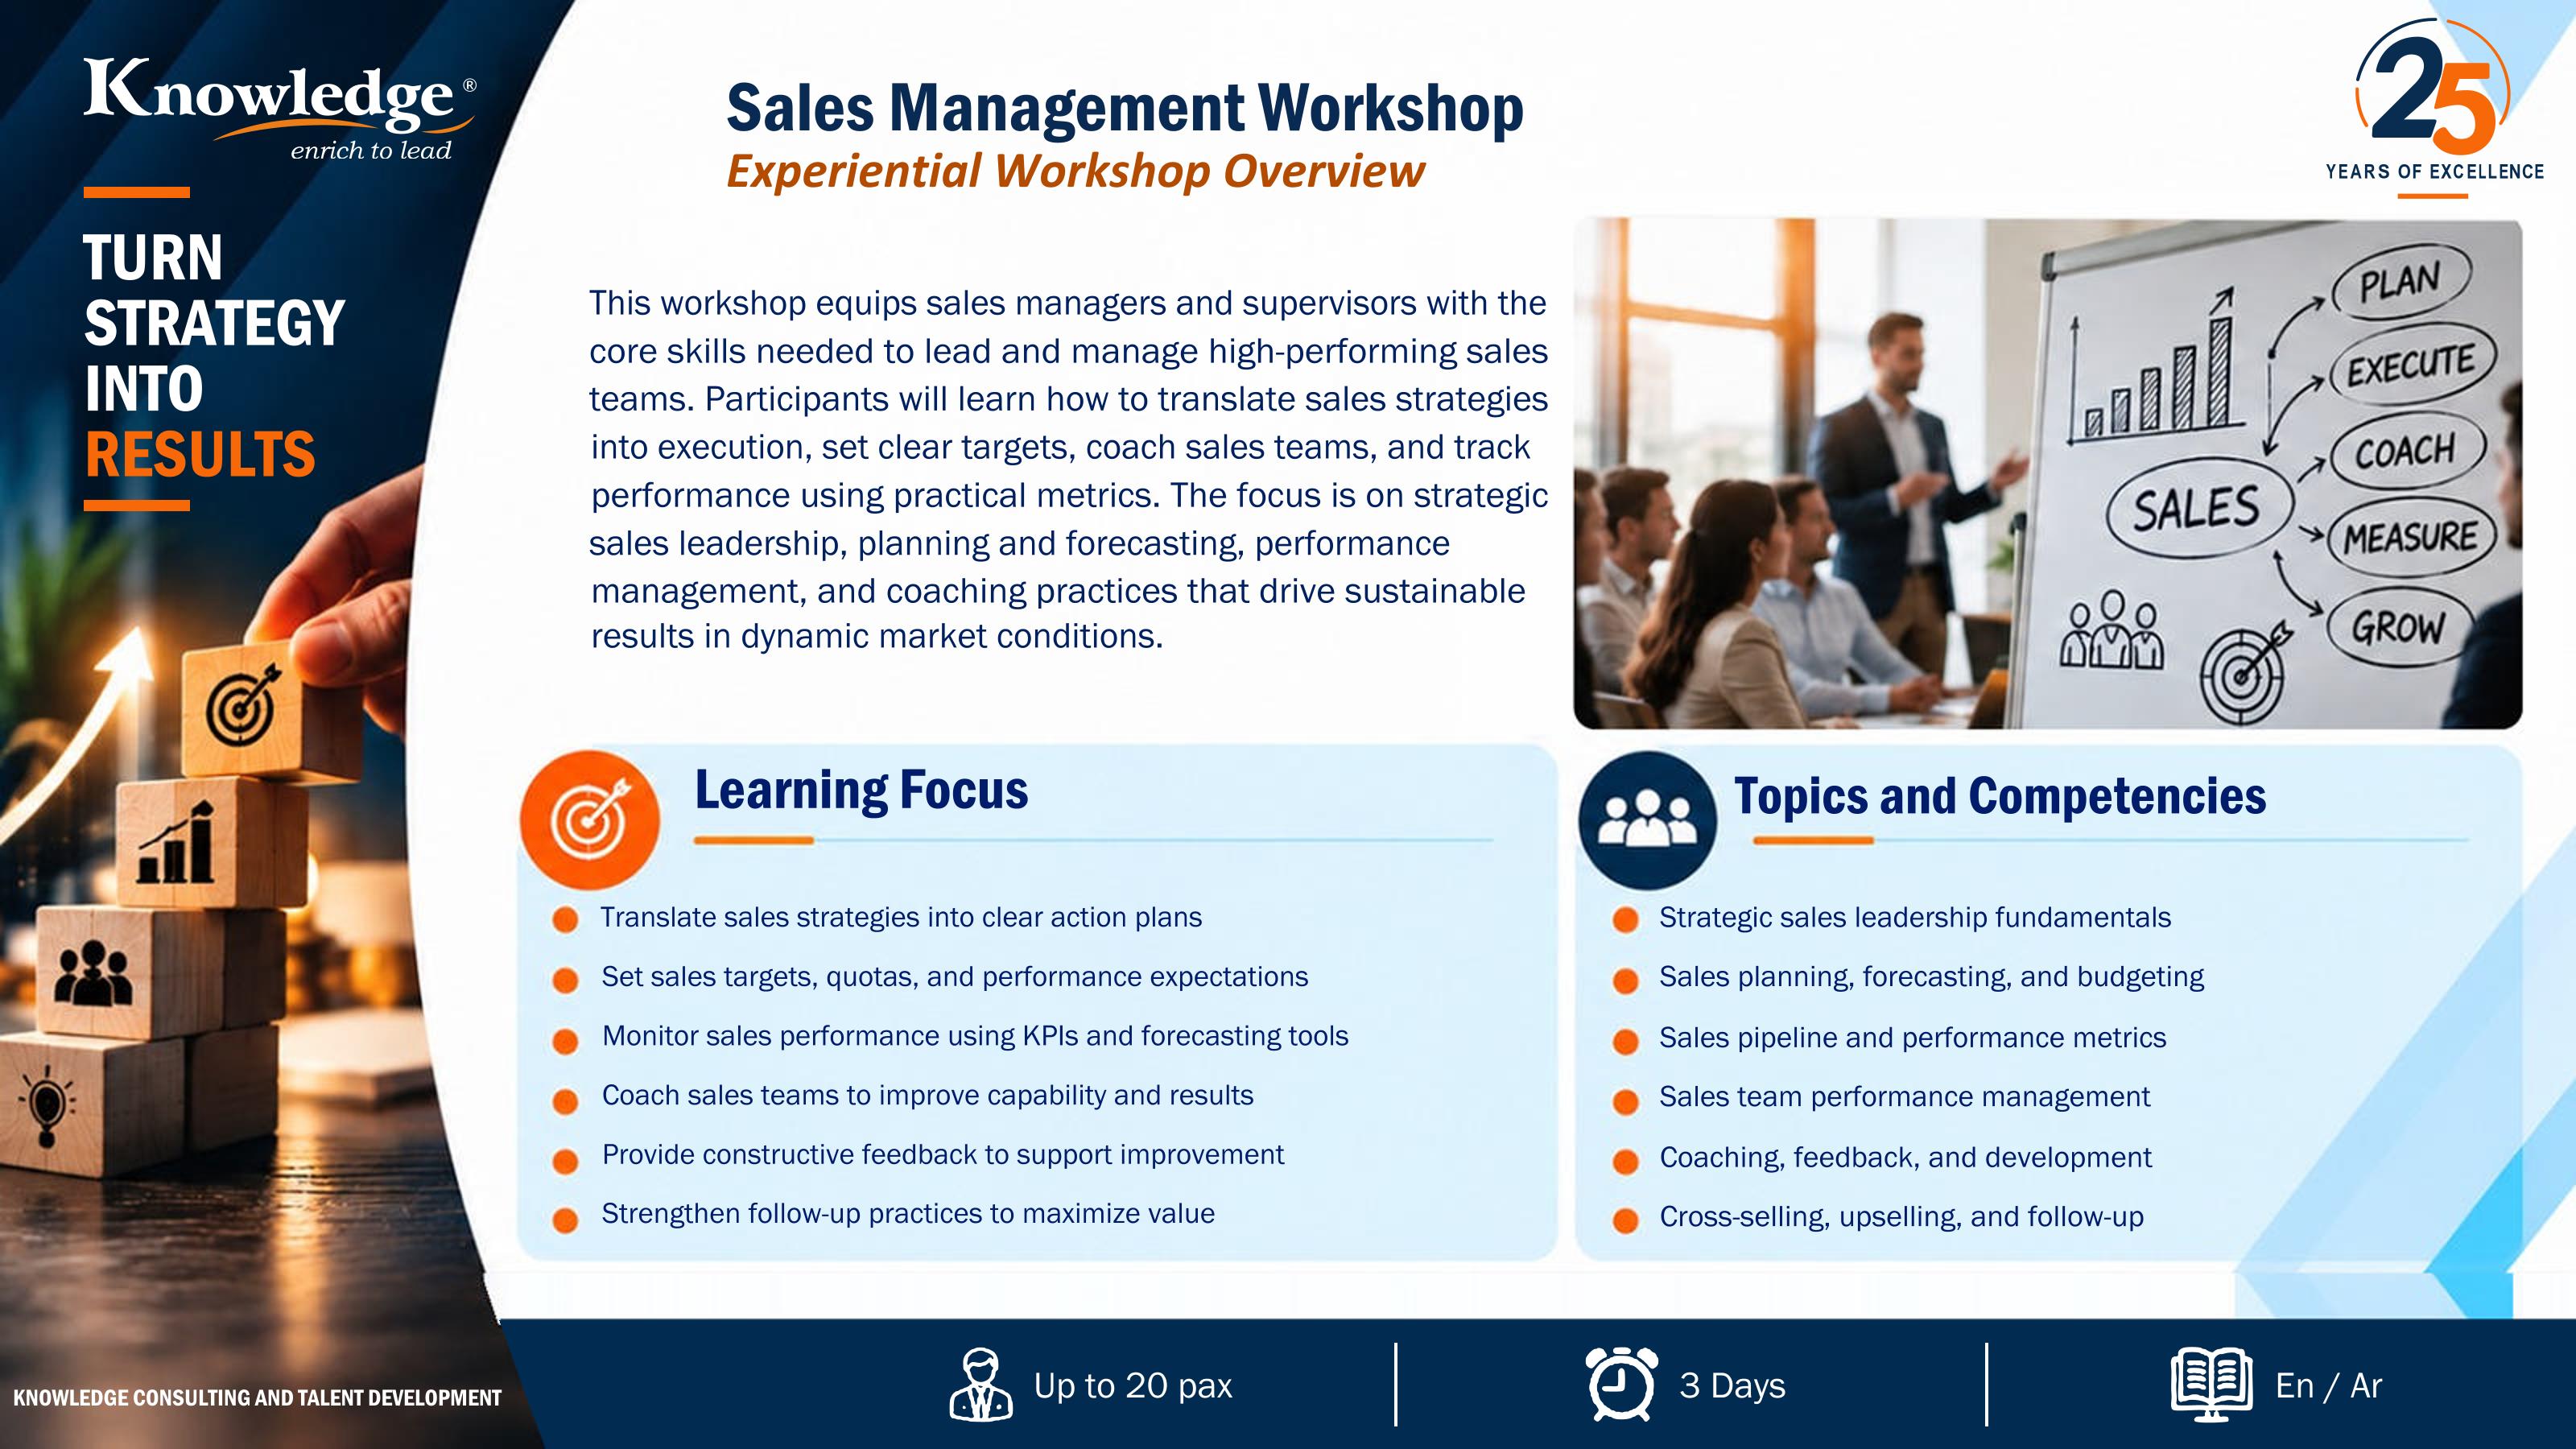 Knowledge®
enrich to lead
TURN
STRATEGY
INTO
RESULTS
KNOWLEDGE CONSULTING AND TALENT DEVELOPMENT
Sales Management Workshop
Experiential Workshop Overview
25
YEARS OF EXCELLENCE
This workshop equips sales managers and supervisors with the
core skills needed to lead and manage high-performing sales
teams. Participants will learn how to translate sales strategies
into execution, set clear targets, coach sales teams, and track
performance using practical metrics. The focus is on strategic
sales leadership, planning and forecasting, performance
management, and coaching practices that drive sustainable
results in dynamic market conditions.
SALES
PLAN
EXECUTE
COACH
MEASURE
GROW
Learning Focus
Translate sales strategies into clear action plans
Set sales targets, quotas, and performance expectations
Monitor sales performance using KPIs and forecasting tools
Coach sales teams to improve capability and results
Provide constructive feedback to support improvement
Strengthen follow-up practices to maximize value
Topics and Competencies
Strategic sales leadership fundamentals
Sales planning, forecasting, and budgeting
Sales pipeline and performance metrics
Sales team performance management
Coaching, feedback, and development
Cross-selling, upselling, and follow-up
Up to 20 pax
3 Days
En / Ar